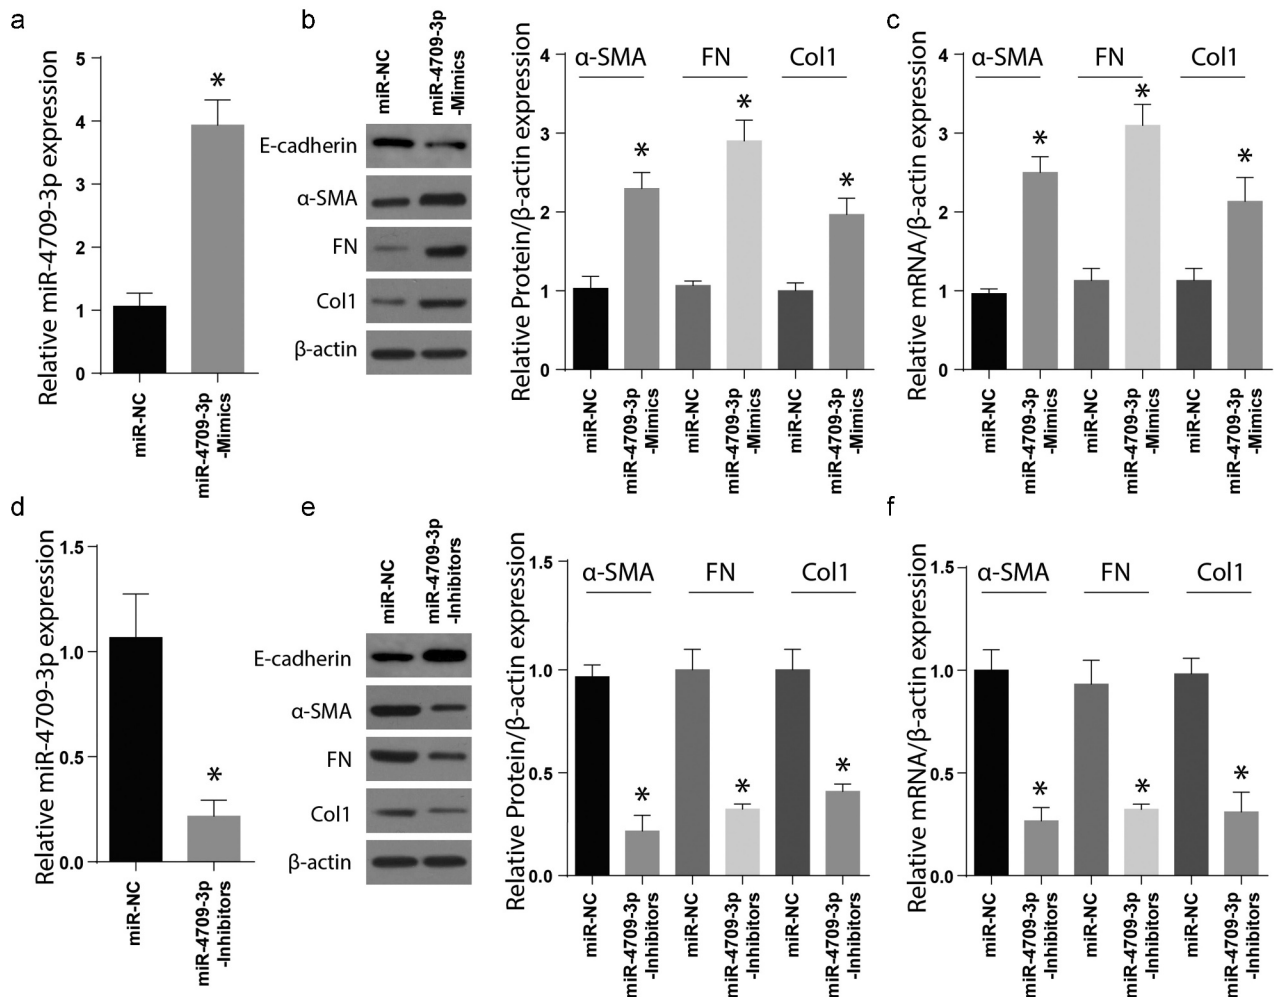 a
Relative miR-4709-3p expression
5
4
3
2
1
0
*
miR-NC
miR-4709-3p
-Mimics
b
miR-NC
miR-4709-3p
-Mimics
E-cadherin
α-SMA
FN
Col1
β-actin
Relative Protein/β-actin expression
4
3
2
1
0
α-SMA
FN
Col1
*
*
*
miR-NC
miR-4709-3p
-Mimics
miR-NC
miR-4709-3p
-Mimics
miR-NC
miR-4709-3p
-Mimics
c
Relative mRNA/β-actin expression
4
3
2
1
0
α-SMA
FN
Col1
*
*
*
miR-NC
miR-4709-3p
-Mimics
miR-NC
miR-4709-3p
-Mimics
miR-NC
miR-4709-3p
-Mimics
d
Relative miR-4709-3p expression
1.5
1.0
0.5
0.0
*
miR-NC
miR-4709-3p
-Inhibitors
e
miR-NC
miR-4709-3p
-Inhibitors
E-cadherin
α-SMA
FN
Col1
β-actin
Relative Protein/β-actin expression
1.5
1.0
0.5
0.0
α-SMA
FN
Col1
*
*
*
miR-NC
miR-4709-3p
-Inhibitors
miR-NC
miR-4709-3p
-Inhibitors
miR-NC
miR-4709-3p
-Inhibitors
f
Relative mRNA/β-actin expression
1.5
1.0
0.5
0.0
α-SMA
FN
Col1
*
*
*
miR-NC
miR-4709-3p
-Inhibitors
miR-NC
miR-4709-3p
-Inhibitors
miR-NC
miR-4709-3p
-Inhibitors